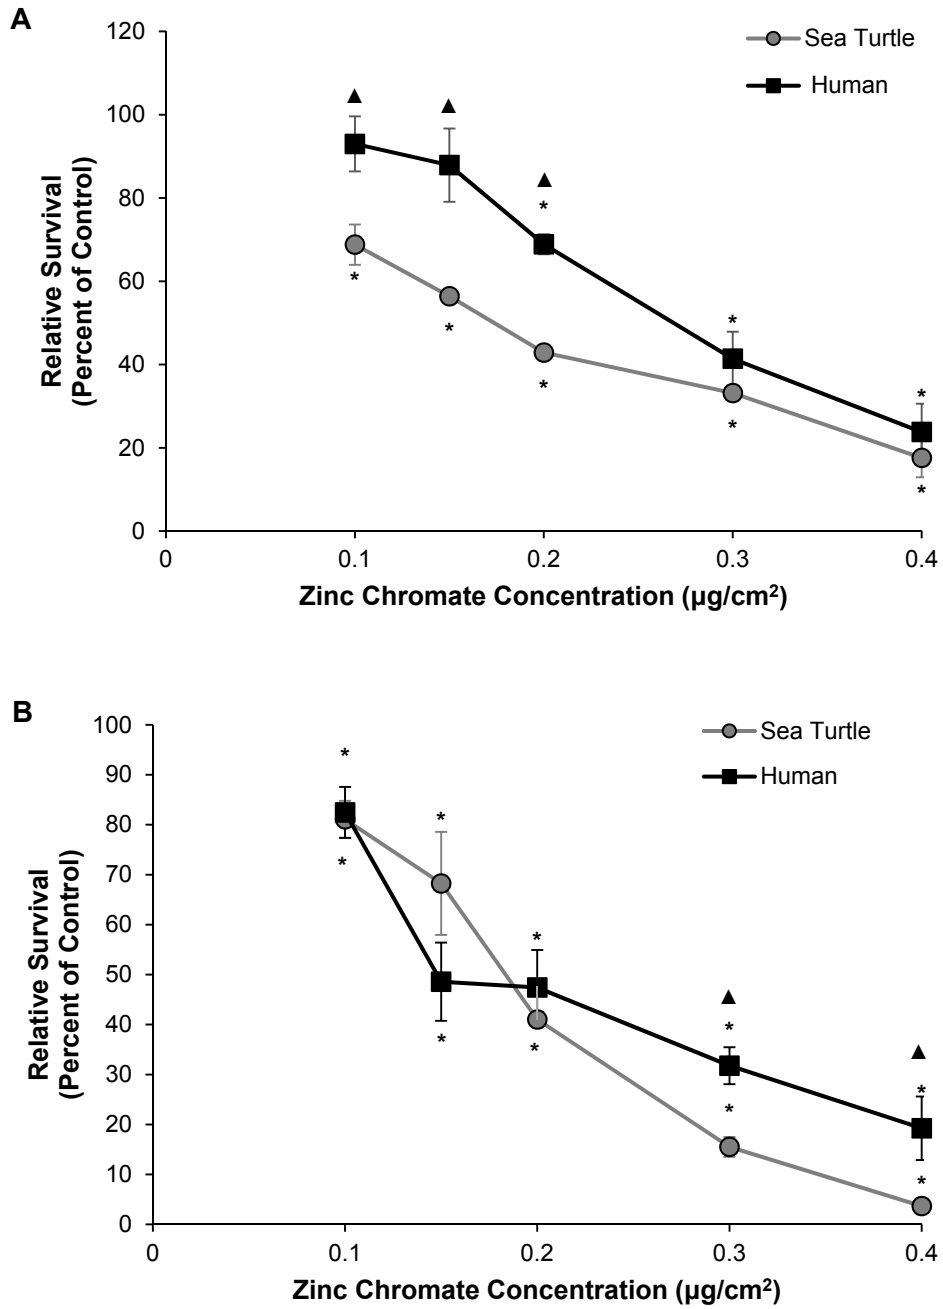 A
120
100
80
60
40
20
0
Relative Survival
(Percent of Control)
Sea Turtle
Human
▲ ▲ ▲
* * *
* * * * *
0 0.1 0.2 0.3 0.4
Zinc Chromate Concentration (µg/cm²)
B
100
90
80
70
60
50
40
30
20
10
0
Relative Survival
(Percent of Control)
Sea Turtle
Human
▲ ▲
* * * * *
* * * * *
0 0.1 0.2 0.3 0.4
Zinc Chromate Concentration (µg/cm²)